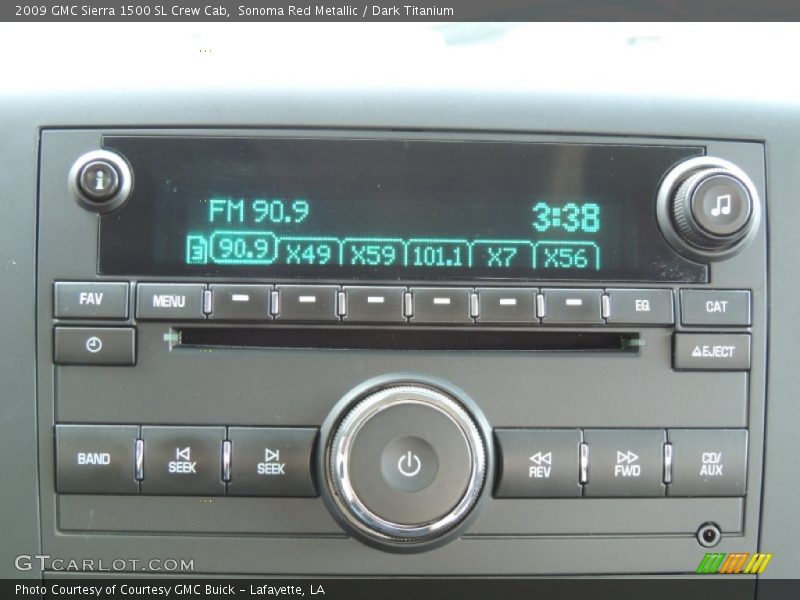 2009 GMC Sierra 1500 SL Crew Cab,  Sonoma Red Metallic / Dark Titanium
i
FM 90.9 3:38
3 90.9 X49 X59 101.1 X7 X56
FAV MENU EQ CAT
EJECT
BAND SEEK SEEK REV FWD CD/AUX
GTCARLOT.COM
Photo Courtesy of Courtesy GMC Buick - Lafayette, LA